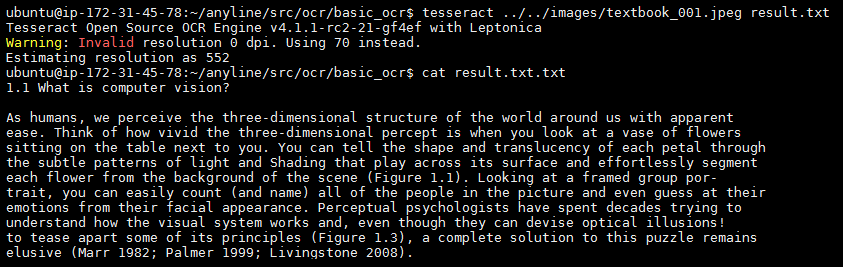 ubuntu@ip-172-31-45-78:~/anyline/src/ocr/basic_ocr$ tesseract ../../images/textbook_001.jpeg result.txt
Tesseract Open Source OCR Engine v4.1.1-rc2-21-gf4ef with Leptonica
Warning: Invalid resolution 0 dpi. Using 70 instead.
Estimating resolution as 552
ubuntu@ip-172-31-45-78:~/anyline/src/ocr/basic_ocr$ cat result.txt.txt
1.1 What is computer vision?

As humans, we perceive the three-dimensional structure of the world around us with apparent
ease. Think of how vivid the three-dimensional percept is when you look at a vase of flowers
sitting on the table next to you. You can tell the shape and translucency of each petal through
the subtle patterns of light and Shading that play across its surface and effortlessly segment
each flower from the background of the scene (Figure 1.1). Looking at a framed group por-
trait, you can easily count (and name) all of the people in the picture and even guess at their
emotions from their facial appearance. Perceptual psychologists have spent decades trying to
understand how the visual system works and, even though they can devise optical illusions!
to tease apart some of its principles (Figure 1.3), a complete solution to this puzzle remains
elusive (Marr 1982; Palmer 1999; Livingstone 2008).